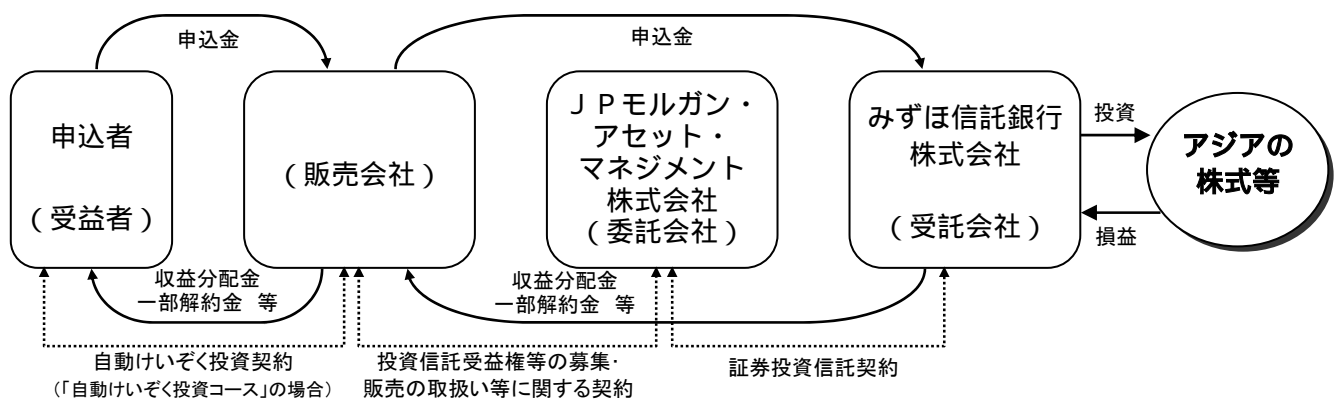 申込金
申込金
申込者
（受益者）
（販売会社）
ＪＰモルガン・
アセット・
マネジメント
株式会社
（委託会社）
みずほ信託銀行
株式会社
（受託会社）
投資
損益
アジアの
株式等
収益分配金
一部解約金 等
収益分配金
一部解約金 等
自動けいぞく投資契約
（「自動けいぞく投資コース」の場合）
投資信託受益権等の募集・
販売の取扱い等に関する契約
証券投資信託契約